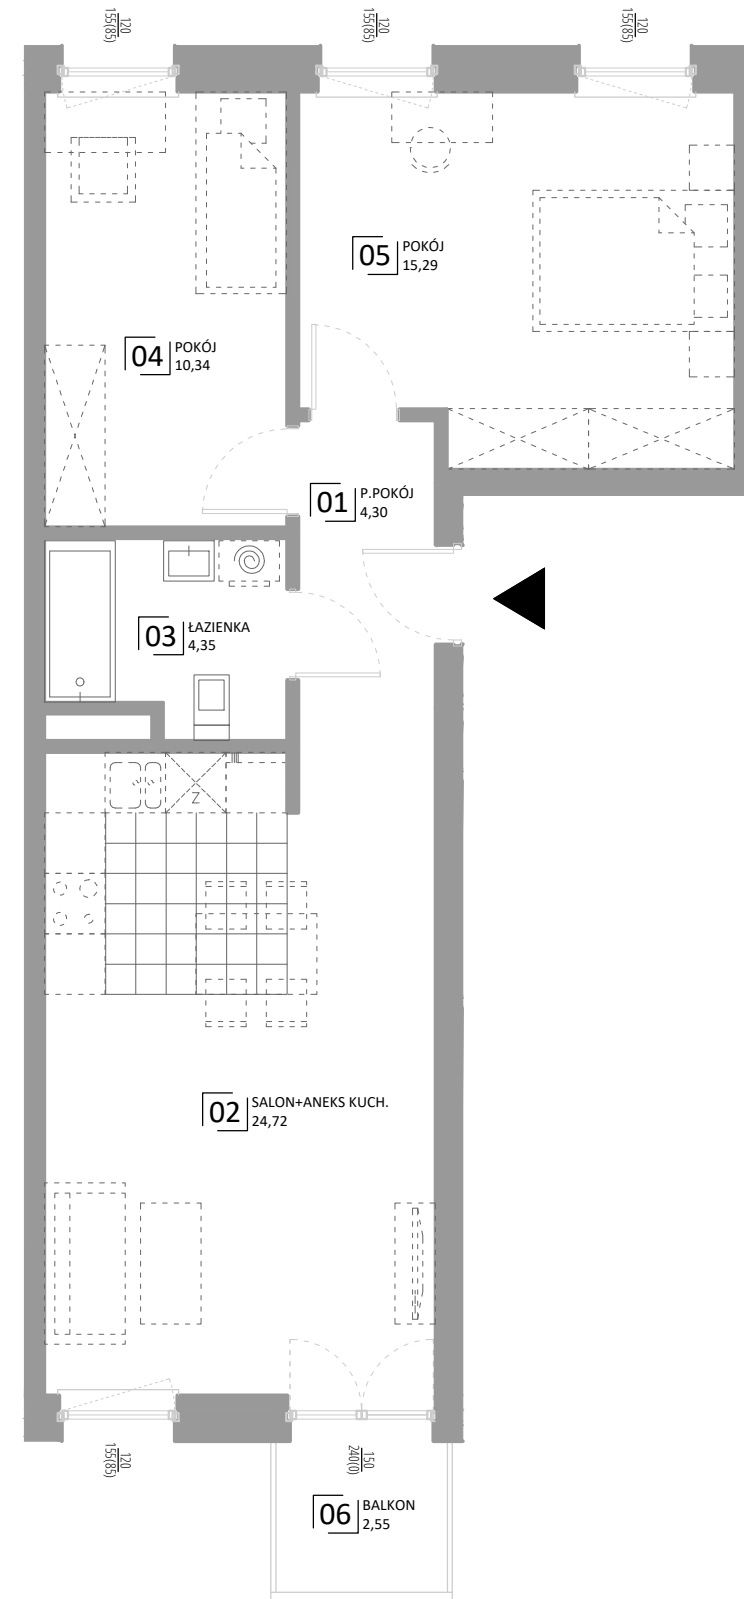 120
155(85)
120
155(85)
120
155(85)
05 POKÓJ
15,29
04 POKÓJ
10,34
01 P.POKÓJ
4,30
03 ŁAZIENKA
4,35
Z
02 SALON+ANEKS KUCH.
24,72
120
155(85)
150
240(0)
06 BALKON
2,55